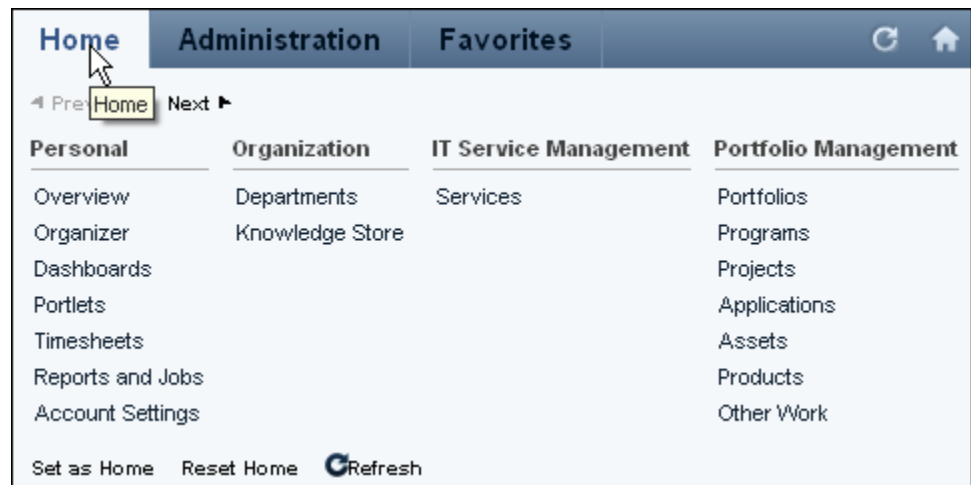 Home Administration Favorites
Home Next
Personal Organization IT Service Management Portfolio Management
Overview Departments Services Portfolios
Organizer Knowledge Store Programs
Dashboards Projects
Portlets Applications
Timesheets Assets
Reports and Jobs Products
Account Settings Other Work
Set as Home Reset Home Refresh